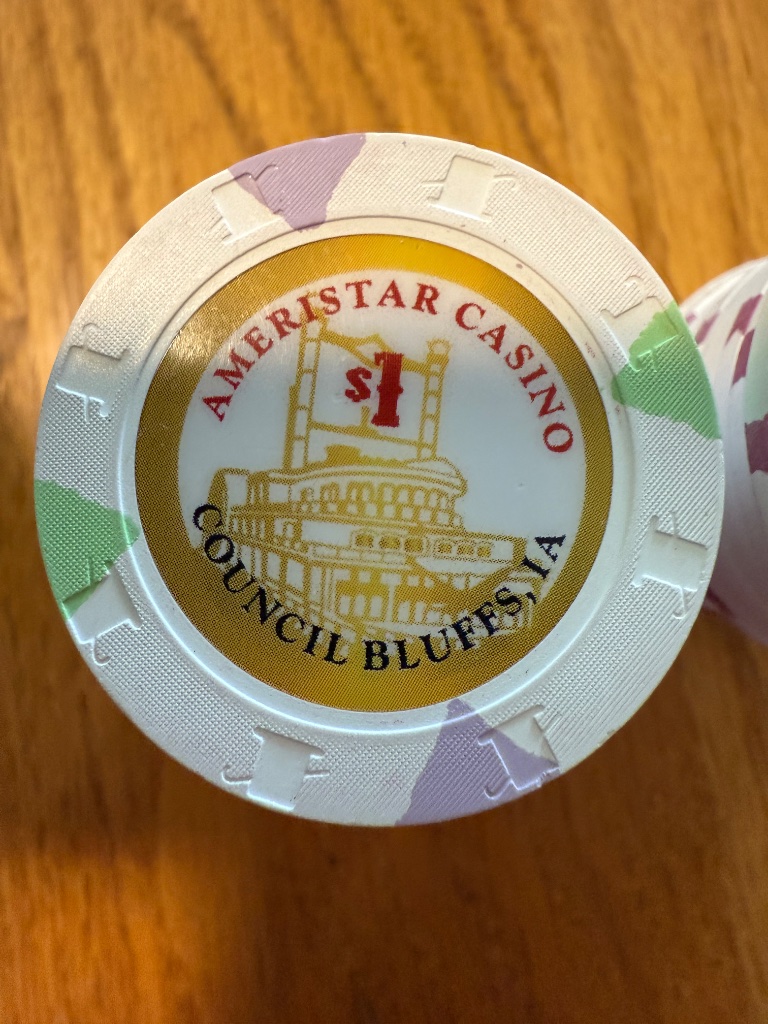 AMERISTAR CASINO
$1
COUNCIL BLUFFS, IA